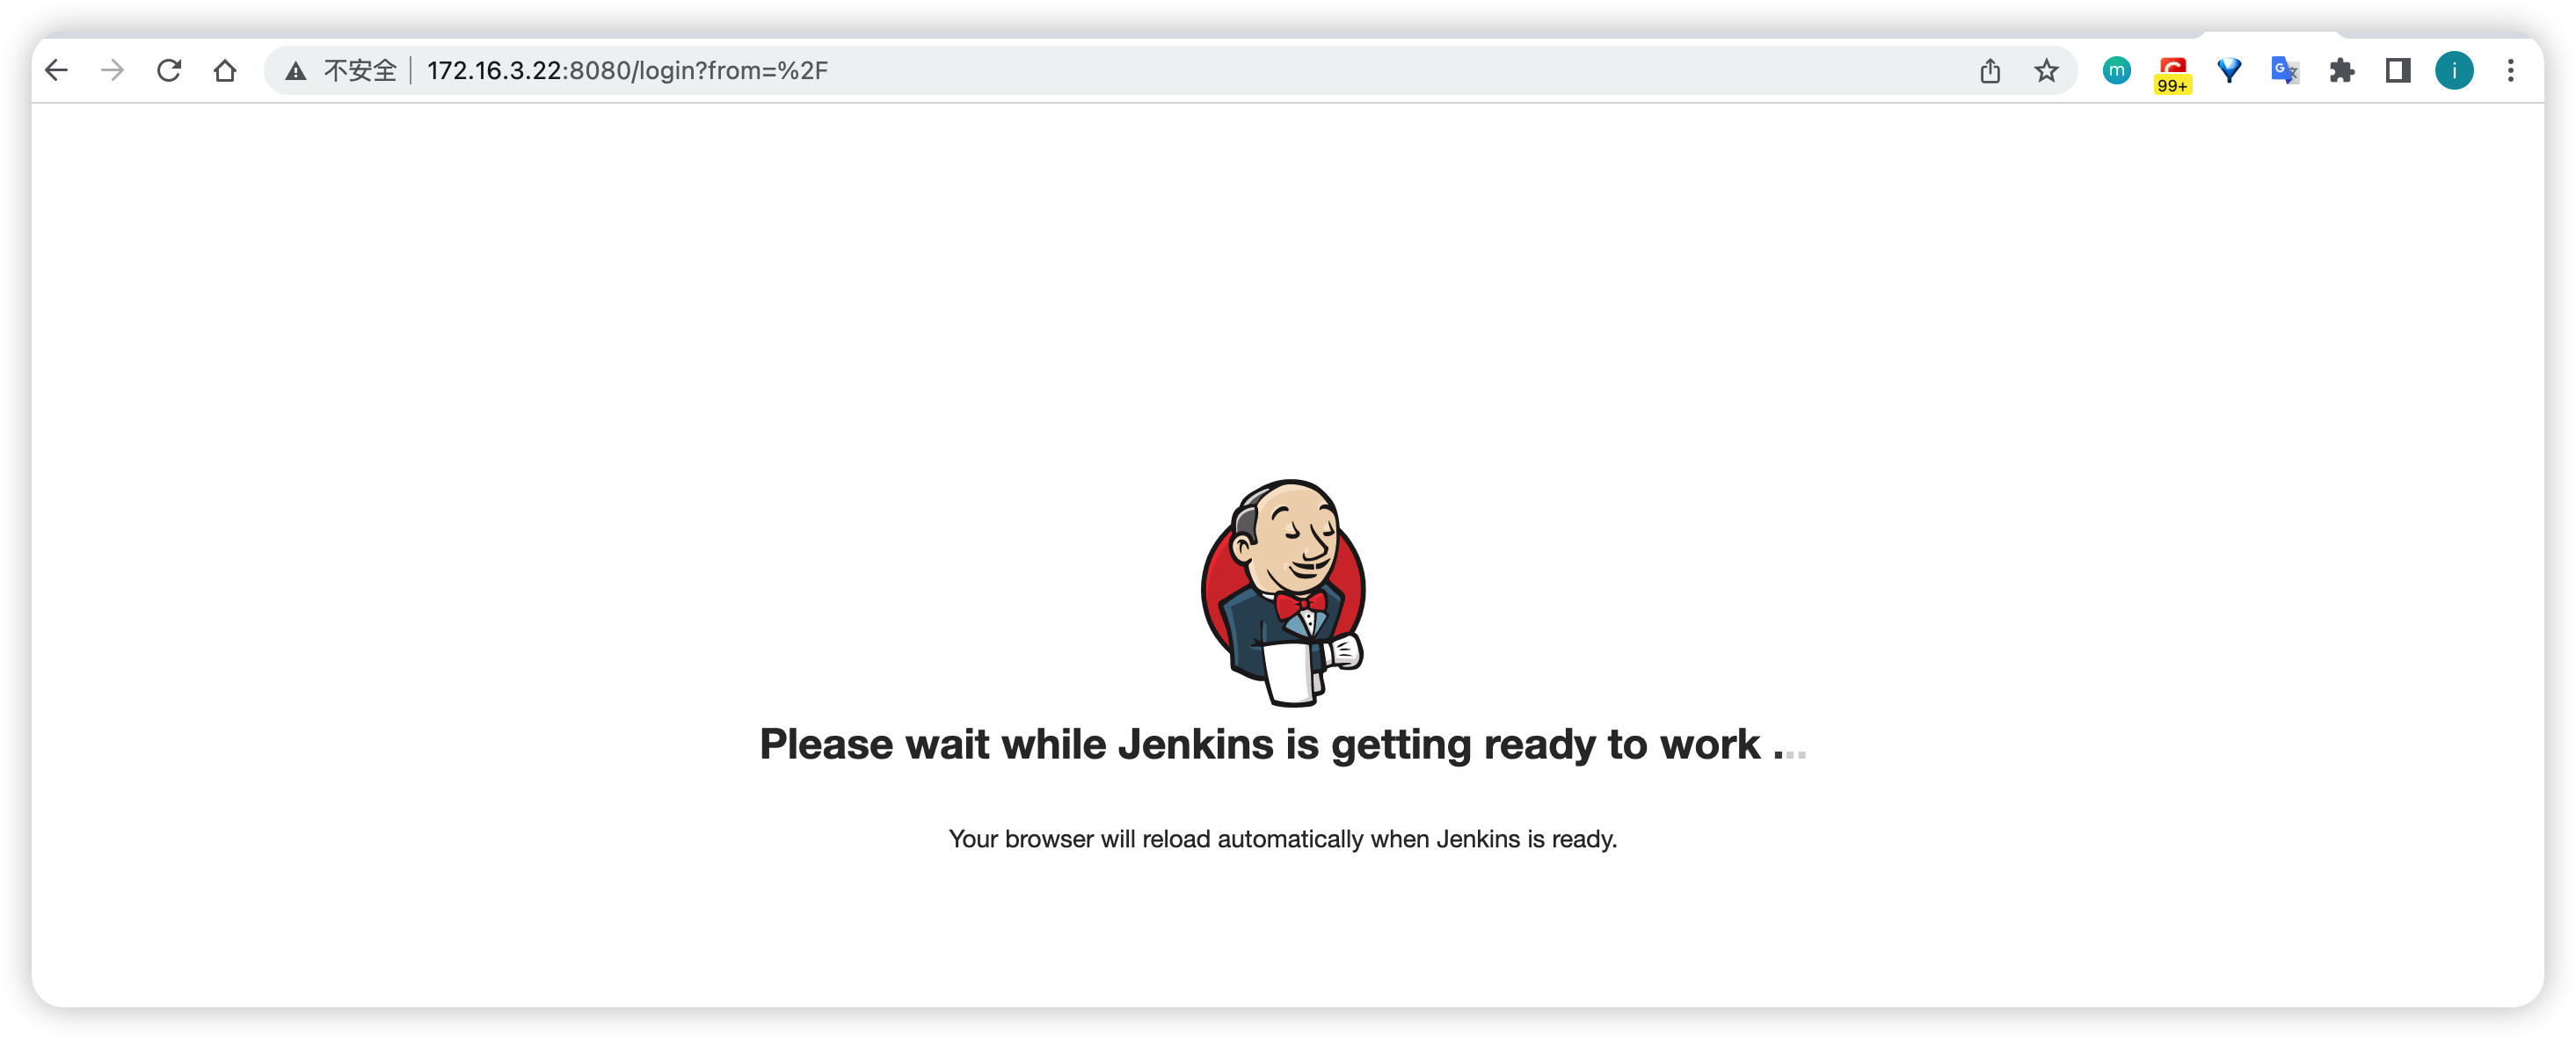 不安全 172.16.3.22:8080/login?from=%2F
m
99+
G 文
i
Please wait while Jenkins is getting ready to work ...
Your browser will reload automatically when Jenkins is ready.